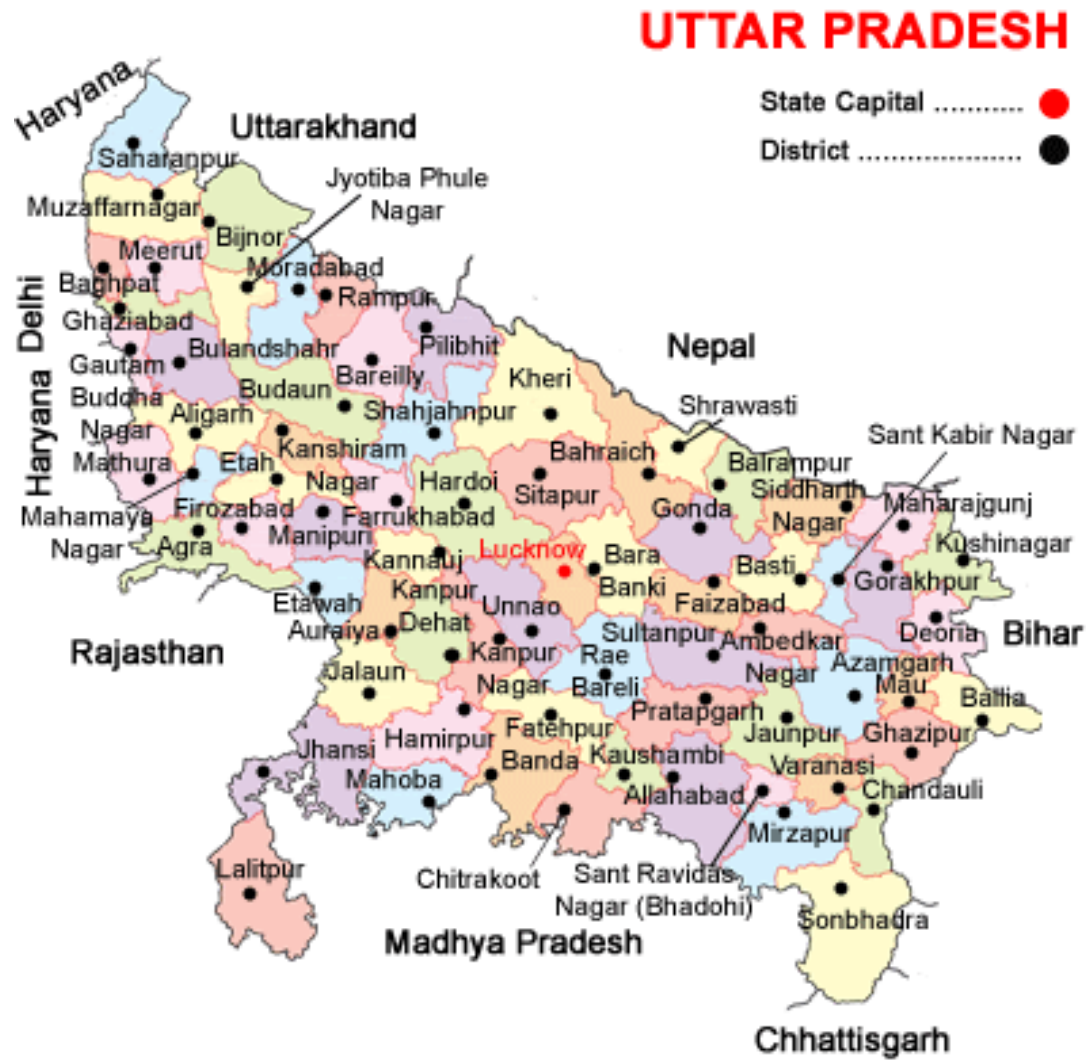 UTTAR PRADESH
State Capital ...........
District ....................
Haryana
Uttarakhand
Saharanpur
Jyotiba Phule
Nagar
Muzaffarnagar
Bijnor
Meerut
Moradabad
Baghpat
Rampur
Ghaziabad
Haryana Delhi
Nepal
Gautam
Buddha
Nagar
Bulandshahr
Bareilly
Pilibhit
Kheri
Budaun
Shahjahnpur
Shrawasti
Aligarh
Sant Kabir Nagar
Mathura
Etah
Kanshiram
Nagar
Hardoi
Sitapur
Bahraich
Balrampur
Siddharth
Nagar
Maharajgunj
Mahamaya
Nagar
Firozabad
Farrukhabad
Gonda
Agra
Manipuri
Kannauj
Lucknow
Bara
Banki
Basti
Kushinagar
Gorakhpur
Etawah
Kanpur
Dehat
Unnao
Faizabad
Auraiya
Sultanpur
Ambedkar
Nagar
Deoria
Bihar
Rajasthan
Jalaun
Kanpur
Nagar
Rae
Bareli
Azamgarh
Mau
Ballia
Pratapgarh
Jaunpur
Ghazipur
Jhansi
Hamirpur
Fatehpur
Mahoba
Banda
Kaushambi
Allahabad
Varanasi
Chandauli
Mirzapur
Lalitpur
Chitrakoot
Sant Ravidas
Nagar (Bhadohi)
Sonbhadra
Madhya Pradesh
Chhattisgarh